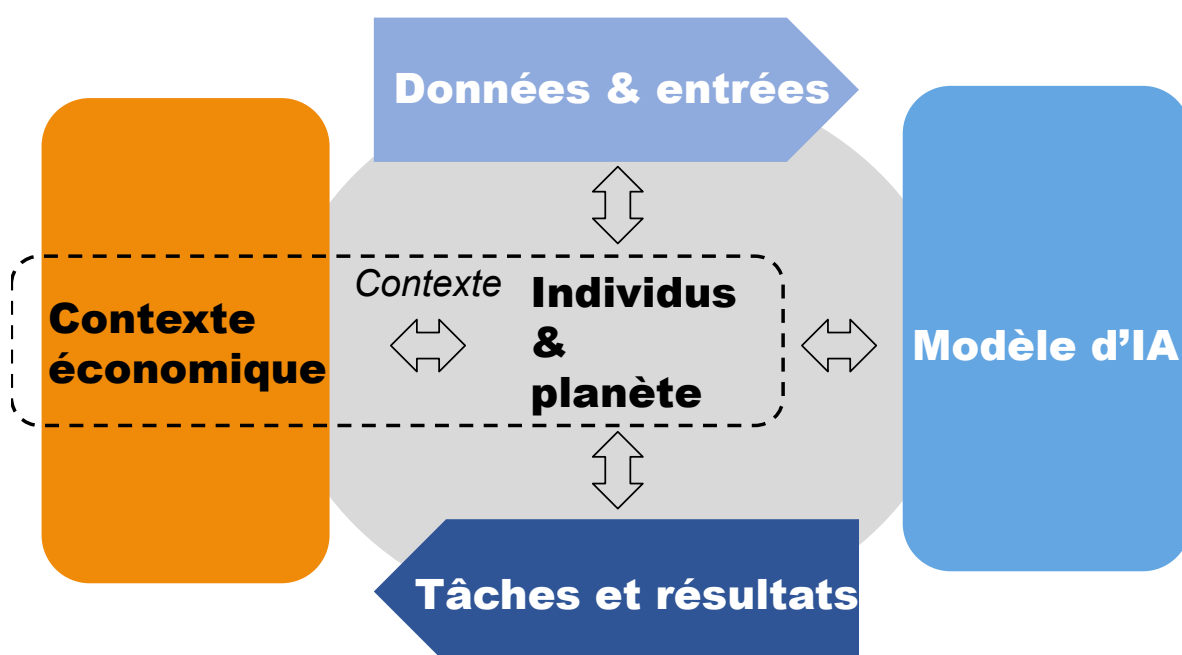 Données & entrées
Contexte
économique
Contexte
Individus
&
planète
Modèle d’IA
Tâches et résultats